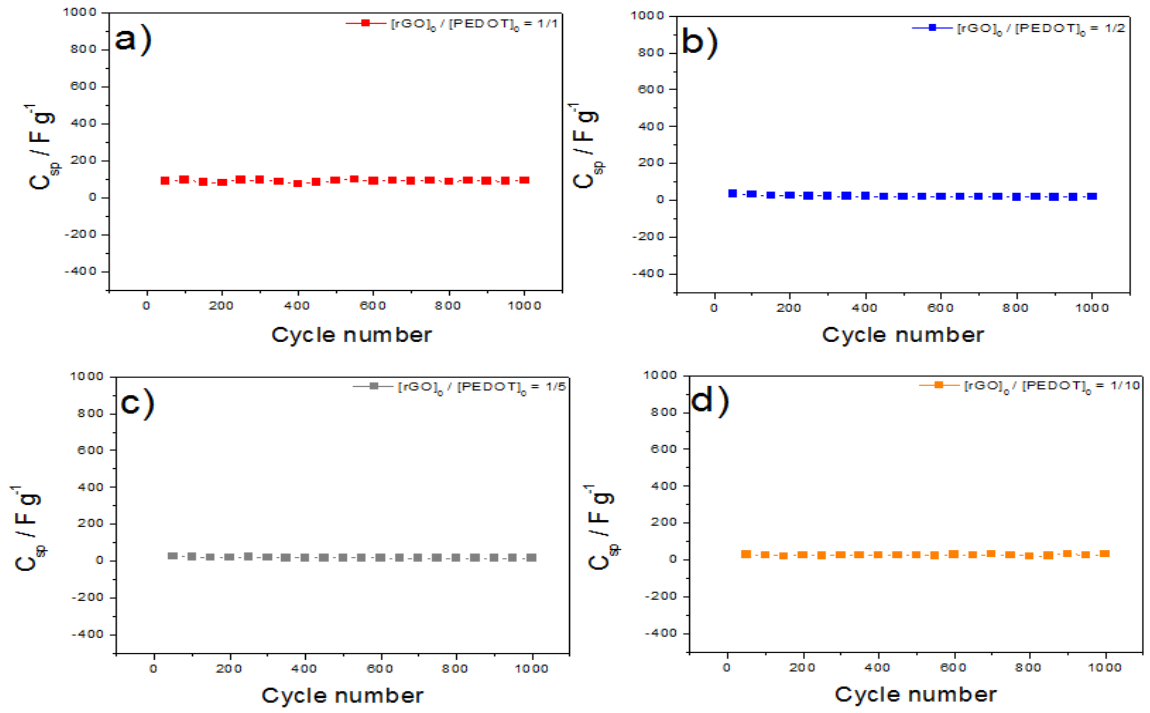 a)
[rGO]₀ / [PEDOT]₀ = 1/1
1000
800
600
400
200
0
-200
-400
C_sp / F g⁻¹
0 200 400 600 800 1000
Cycle number
b)
[rGO]₀ / [PEDOT]₀ = 1/2
1000
800
600
400
200
0
-200
-400
C_sp / F g⁻¹
0 200 400 600 800 1000
Cycle number
c)
[rGO]₀ / [PEDOT]₀ = 1/5
1000
800
600
400
200
0
-200
-400
C_sp / F g⁻¹
0 200 400 600 800 1000
Cycle number
d)
[rGO]₀ / [PEDOT]₀ = 1/10
1000
800
600
400
200
0
-200
-400
C_sp / F g⁻¹
0 200 400 600 800 1000
Cycle number